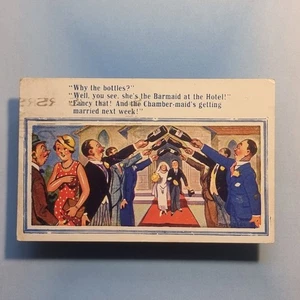 "Why the bottles?"
"Well, you see, she's the Barmaid at the Hotel!"
"Fancy that! And the Chamber-maid's getting
married next week!"